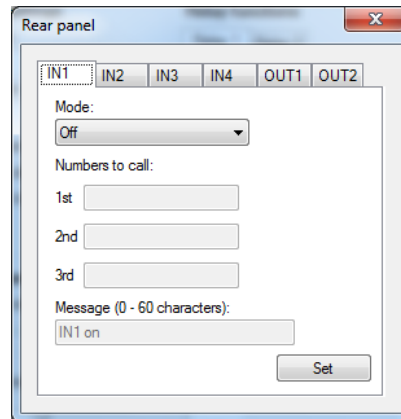 Rear panel
IN1 IN2 IN3 IN4 OUT1 OUT2
Mode:
Off
Numbers to call:
1st
2nd
3rd
Message (0 - 60 characters):
IN1 on
Set